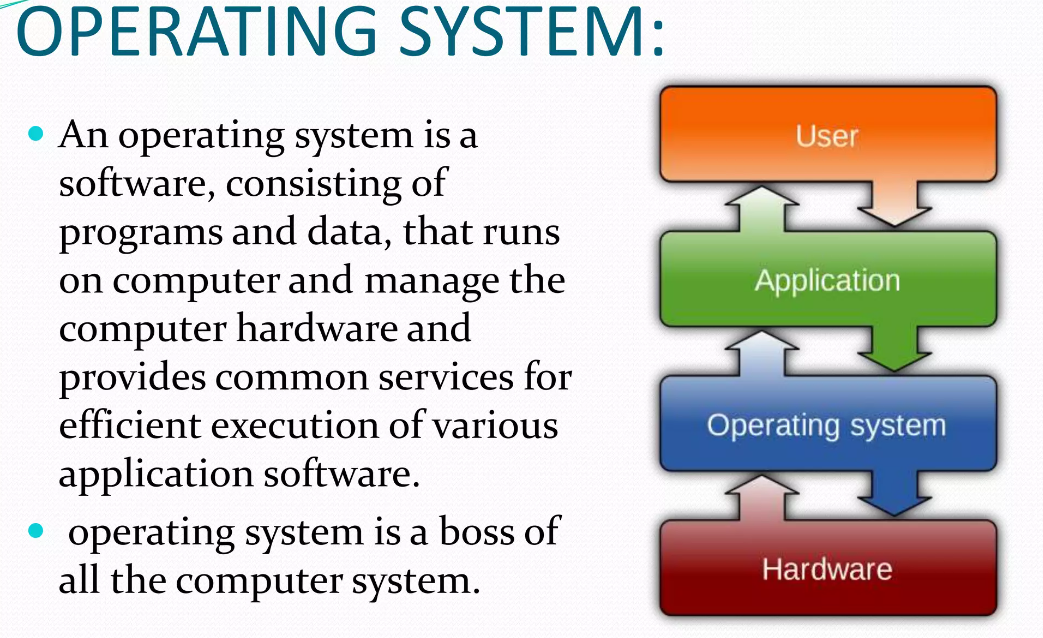 OPERATING SYSTEM:
An operating system is a
software, consisting of
programs and data, that runs
on computer and manage the
computer hardware and
provides common services for
efficient execution of various
application software.
operating system is a boss of
all the computer system.
User
Application
Operating system
Hardware